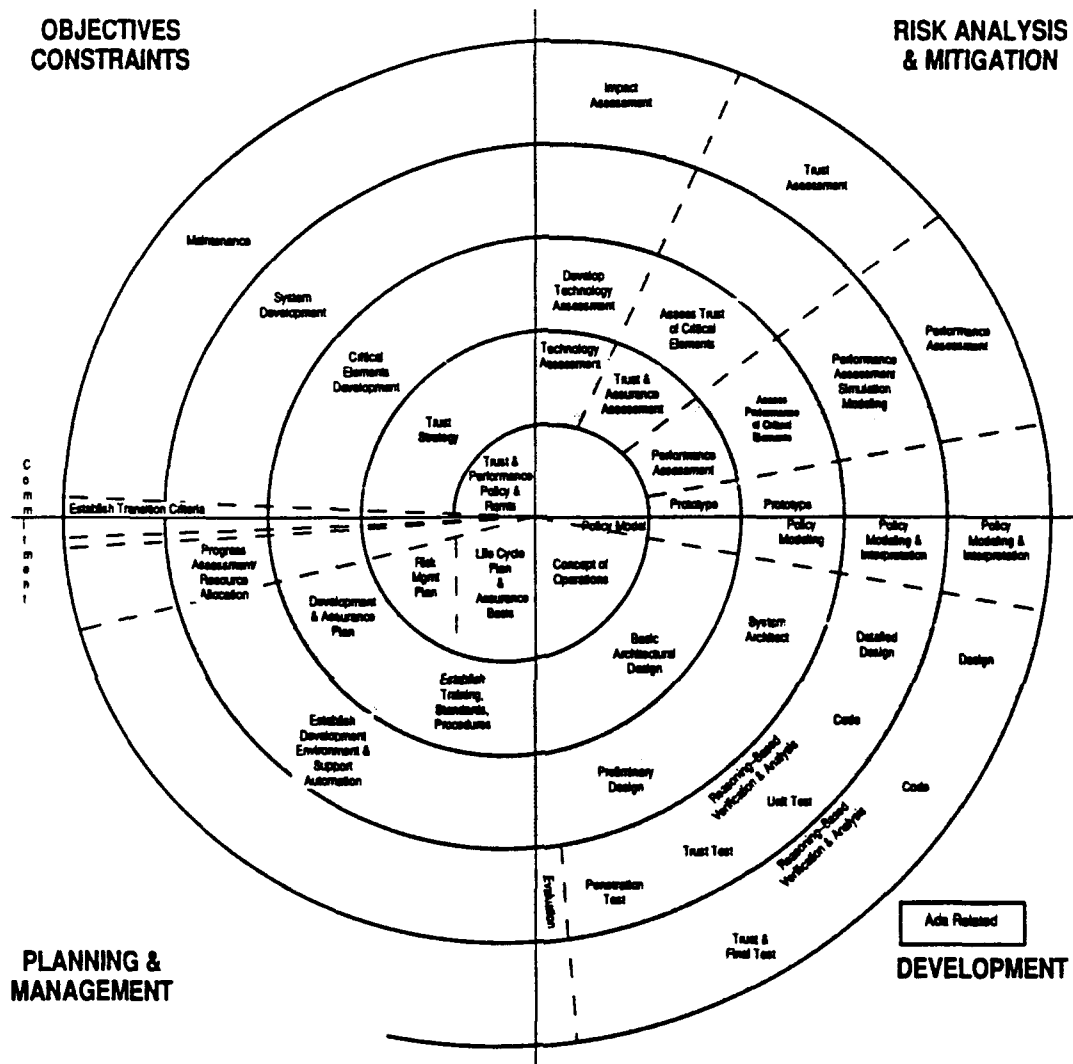 OBJECTIVES
CONSTRAINTS
RISK ANALYSIS
& MITIGATION
Impact
Assessment
Trust
Assessment
Maintenance
System
Development
Develop
Technology
Assessment
Assess Trust
of Critical
Elements
Performance
Assessment
Critical
Elements
Development
Technology
Assessment
Trust &
Assurance
Assessment
Performance
Assessment
Simulation
Modeling
Assess
Performance
of Critical
Elements
Trust
Strategy
Trust &
Performance
Policy &
Rqmts
Performance
Assessment
Commitment
Establish Transition Criteria
Prototype
Prototype
Policy Model
Policy
Modeling
Policy
Modeling &
Interpretation
Policy
Modeling &
Interpretation
Progress
Assessment/
Resource
Allocation
Risk
Mgmt
Plan
Life Cycle
Plan
&
Assurance
Basis
Concept of
Operations
Development
& Assurance
Plan
Basic
Architectural
Design
System
Architect
Detailed
Design
Design
Establish
Training,
Standards,
Procedures
Establish
Development
Environment &
Support
Automation
Preliminary
Design
Code
Reasoning-Based
Verification & Analysis
Unit Test
Code
Reasoning-Based
Verification & Analysis
Trust Test
Penetration
Test
Evaluation
Trust &
Final Test
Ada Related
PLANNING &
MANAGEMENT
DEVELOPMENT